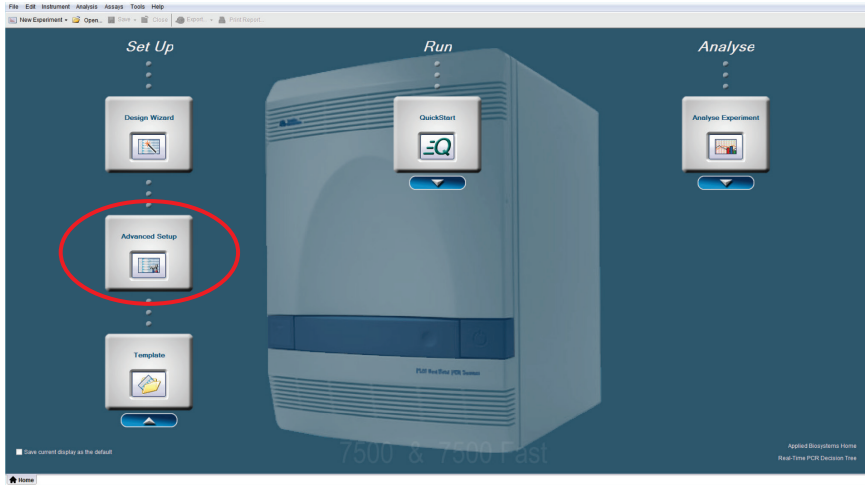 File Edit Instrument Analysis Assays Tools Help
New Experiment Open... Save Close Export... Print Report...
Set Up
Run
Analyse
Design Wizard
QuickStart
Analyse Experiment
Advanced Setup
Template
7500 Real Time PCR System
7500 & 7500 Fast
Save current display as the default
Applied Biosystems Home
Real-Time PCR Decision Tree
Home